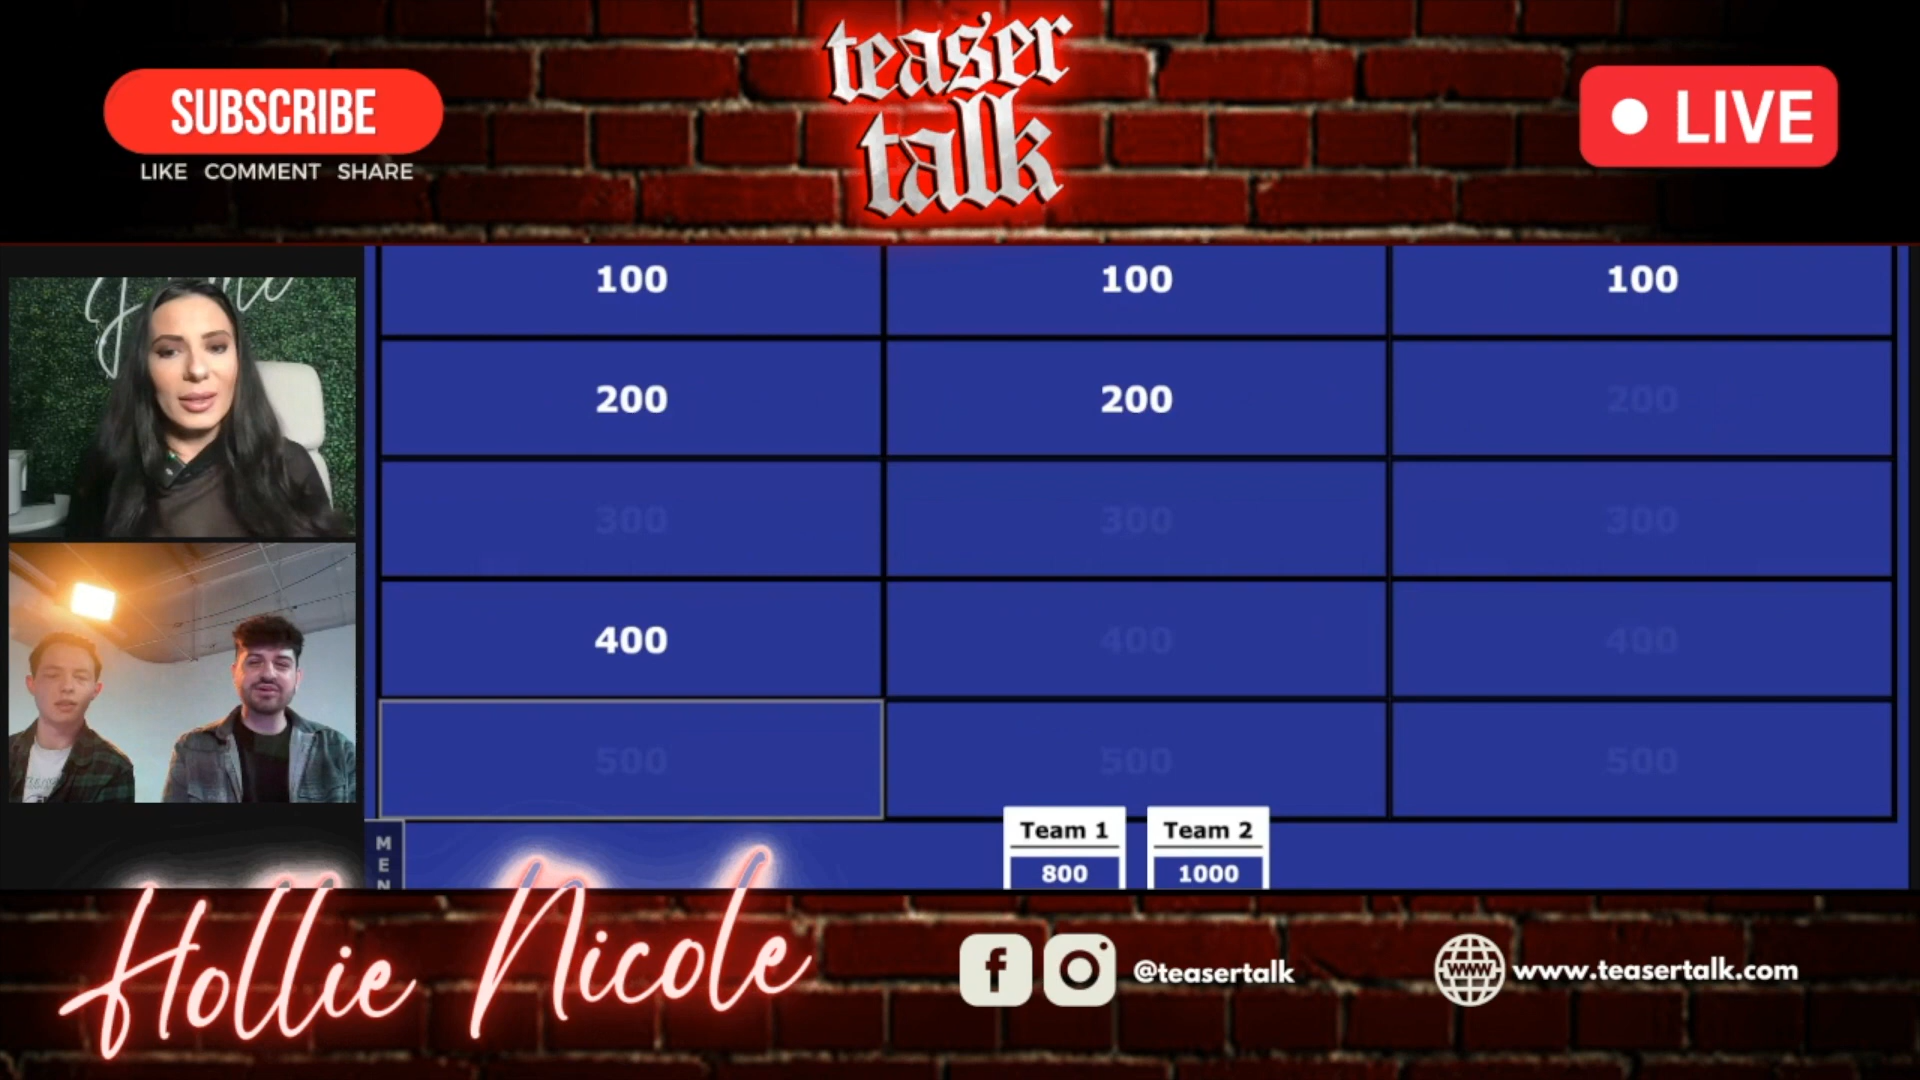 teaser
talk
SUBSCRIBE
LIKE COMMENT SHARE
LIVE
100 100 100
200 200 200
300 300 300
400 400 400
500 500 500
MEN
Team 1 Team 2
800 1000
Hollie Nicole
f @teasertalk
www www.teasertalk.com